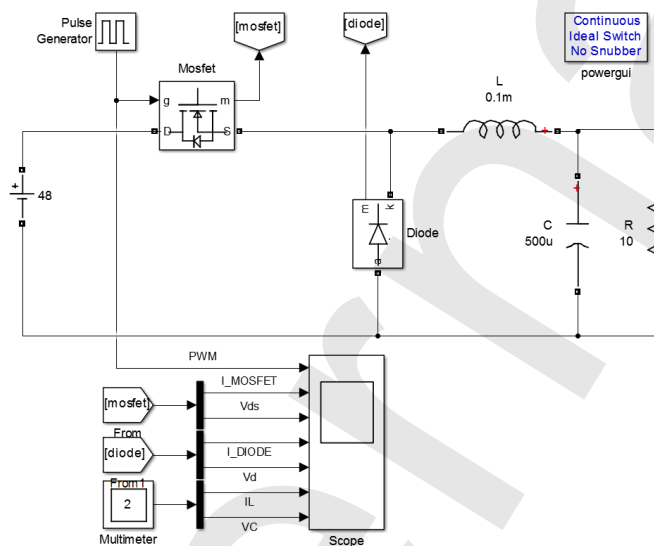 Pulse
Generator
[mosfet]
[diode]
Continuous
Ideal Switch
No Snubber
powergui
Mosfet
g
m
D
S
L
0.1m
+
48
m
k
a
Diode
+
+
C
500u
R
10
PWM
I_MOSFET
Vds
I_DIODE
Vd
IL
VC
[mosfet]
From
[diode]
From1
2
Multimeter
Scope